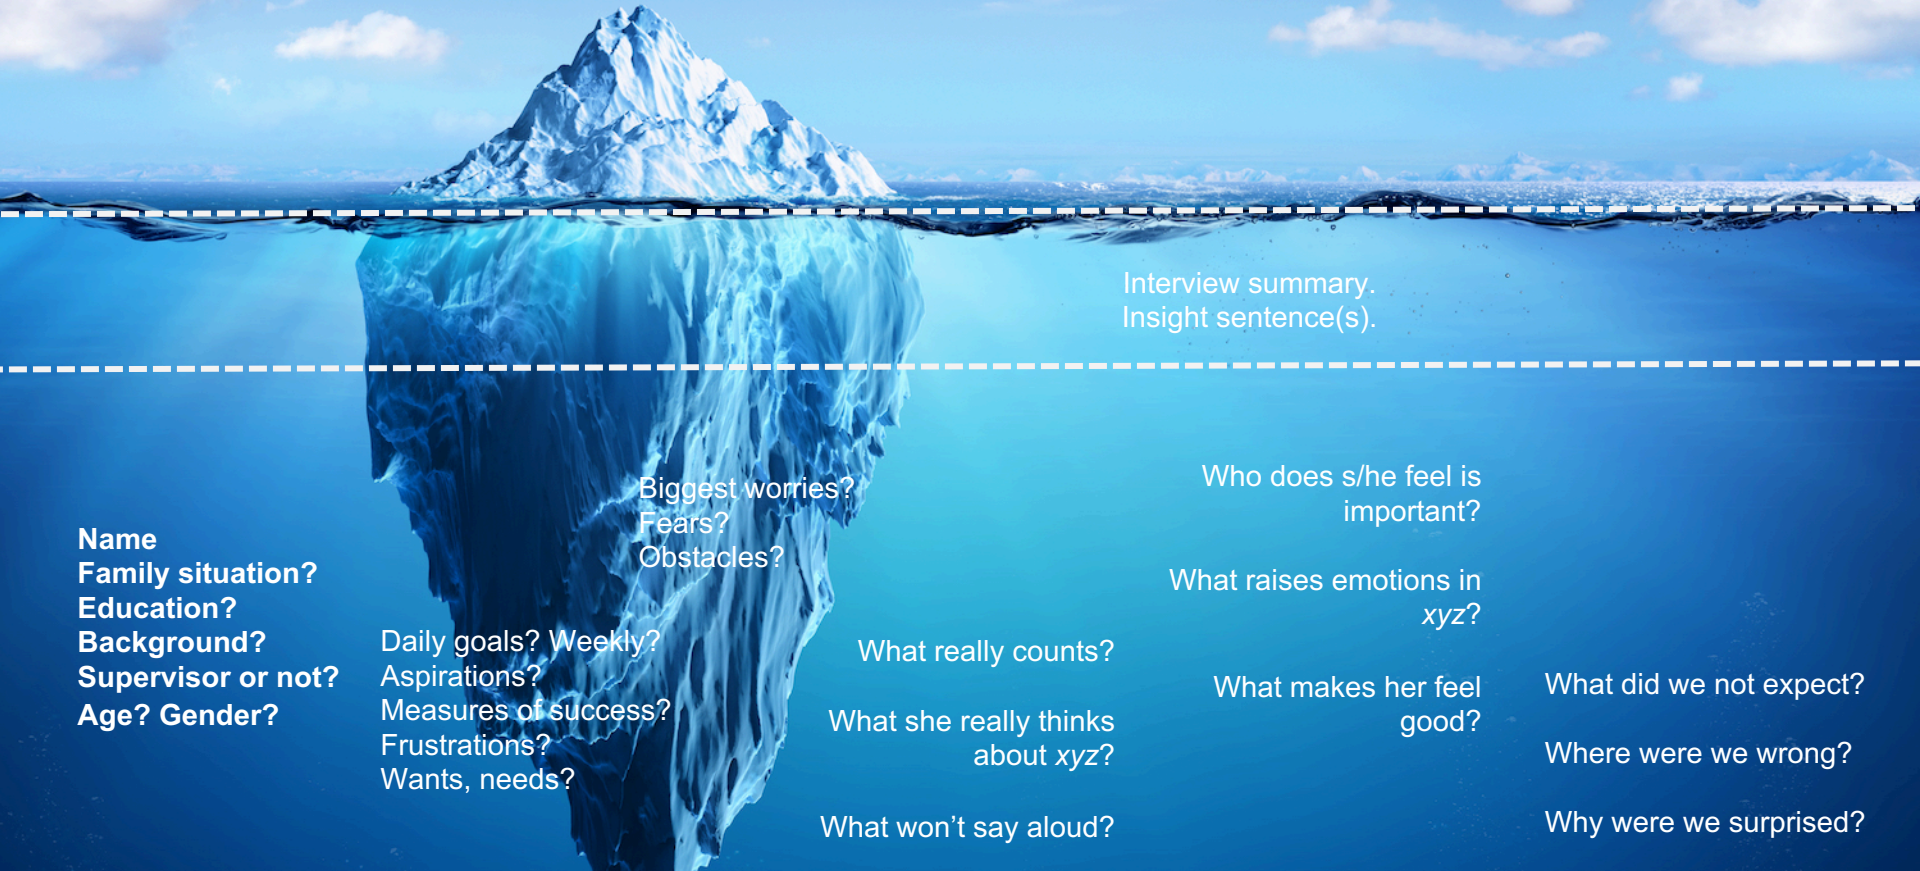 Interview summary.
Insight sentence(s).
Name
Family situation?
Education?
Background?
Supervisor or not?
Age? Gender?
Daily goals? Weekly?
Aspirations?
Measures of success?
Frustrations?
Wants, needs?
Biggest worries?
Fears?
Obstacles?
What really counts?
What she really thinks
about xyz?
What won’t say aloud?
Who does s/he feel is
important?
What raises emotions in
xyz?
What makes her feel
good?
What did we not expect?
Where were we wrong?
Why were we surprised?